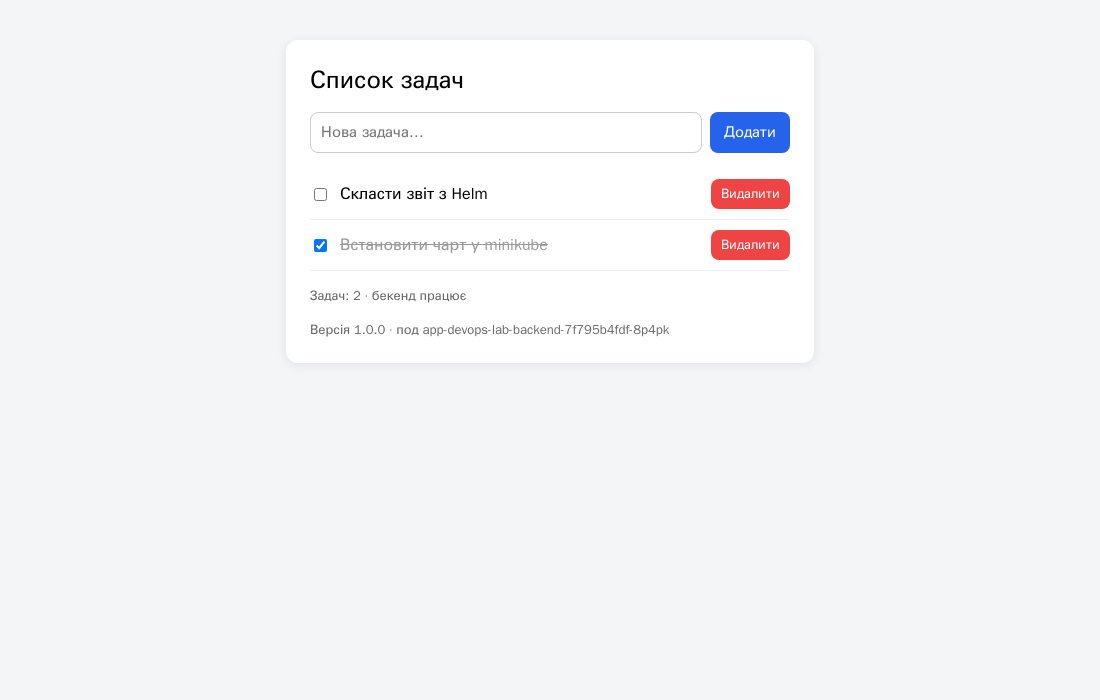 Список задач
Нова задача...
Додати
Скласти звіт з Helm
Видалити
Встановити чарт у minikube
Видалити
Задач: 2 · бекенд працює
Версія 1.0.0 · под app-devops-lab-backend-7f795b4fdf-8p4pk